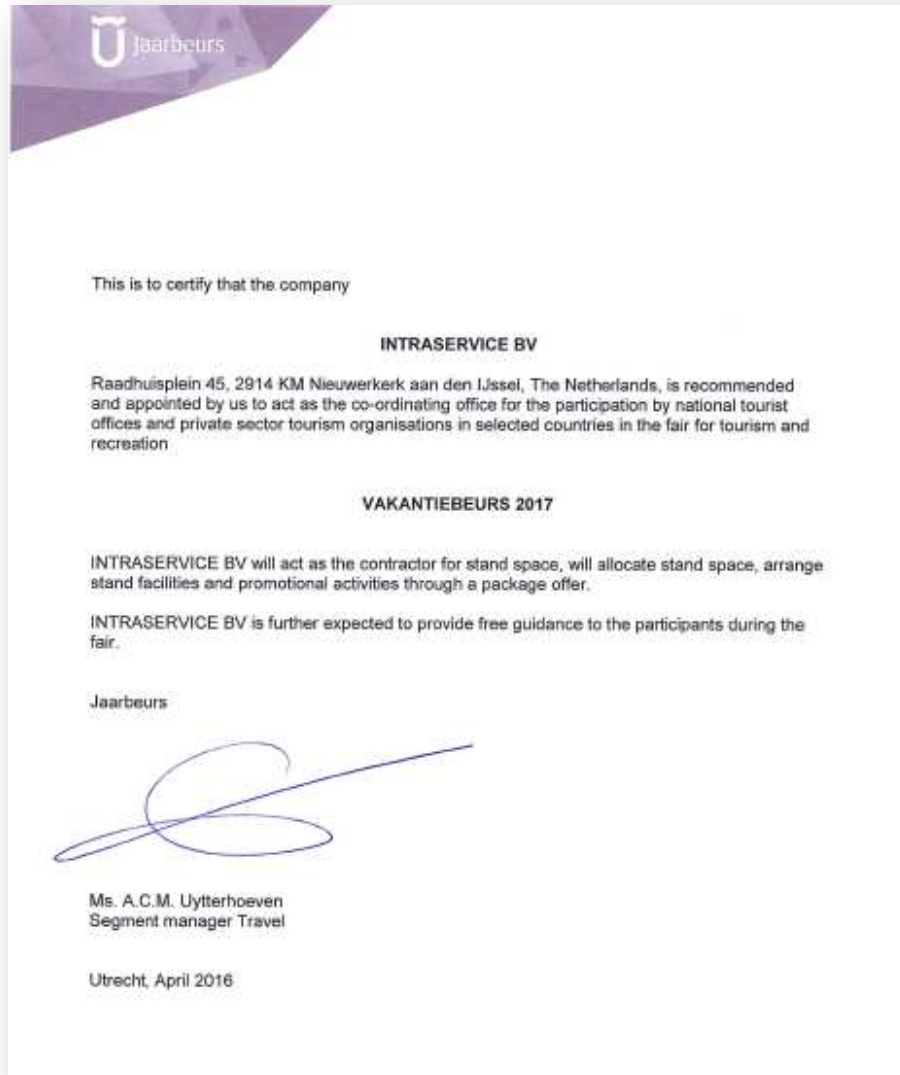 Jaarbeurs
This is to certify that the company
INTRASERVICE BV
Raadhuisplein 45, 2914 KM Nieuwerkerk aan den IJssel, The Netherlands, is recommended
and appointed by us to act as the co-ordinating office for the participation by national tourist
offices and private sector tourism organisations in selected countries in the fair for tourism and
recreation
VAKANTIEBEURS 2017
INTRASERVICE BV will act as the contractor for stand space, will allocate stand space, arrange
stand facilities and promotional activities through a package offer.
INTRASERVICE BV is further expected to provide free guidance to the participants during the
fair.
Jaarbeurs
Ms. A.C.M. Uytterhoeven
Segment manager Travel
Utrecht, April 2016